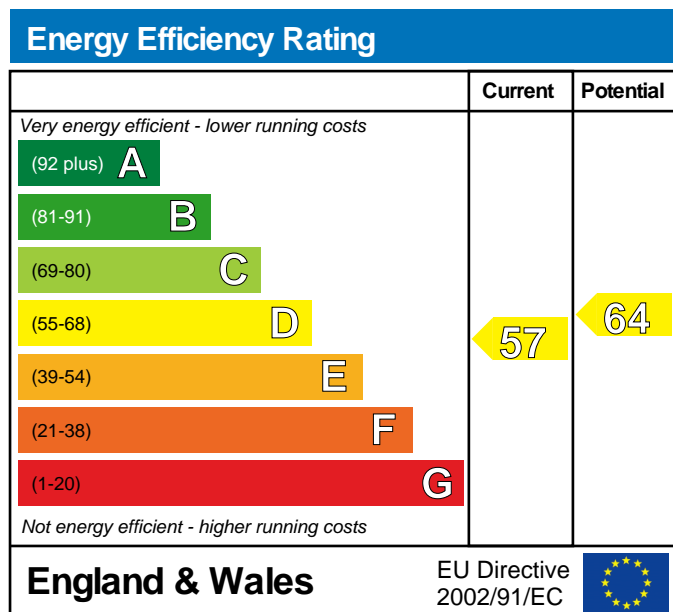 Energy Efficiency Rating
Current Potential
Very energy efficient - lower running costs
(92 plus) A
(81-91) B
(69-80) C
(55-68) D
(39-54) E
(21-38) F
(1-20) G
57
64
Not energy efficient - higher running costs
England & Wales
EU Directive
2002/91/EC